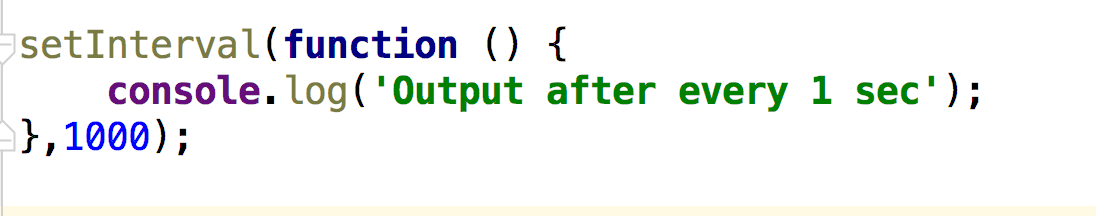 setInterval(function () {
    console.log('Output after every 1 sec');
},1000);